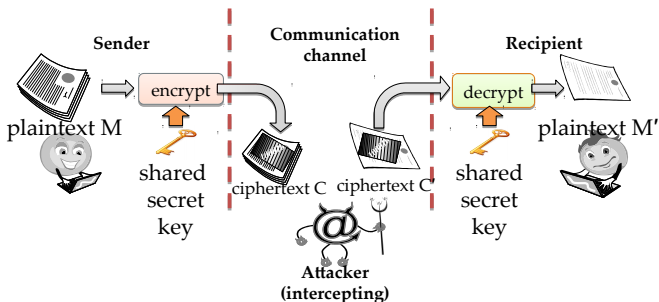 Sender
Communication
channel
Recipient
encrypt
decrypt
plaintext M
plaintext M′
shared
secret
key
ciphertext C
ciphertext C′
shared
secret
key
@
Attacker
(intercepting)